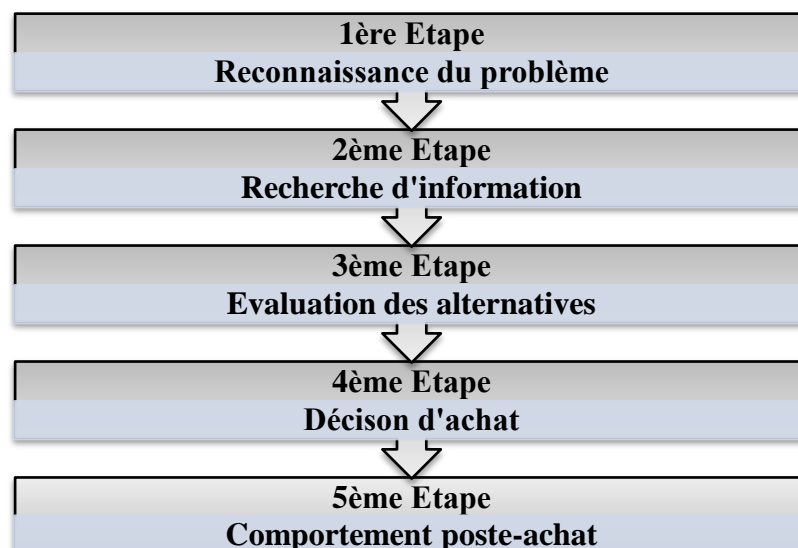 1ère Etape
Reconnaissance du problème
2ème Etape
Recherche d'information
3ème Etape
Evaluation des alternatives
4ème Etape
Décison d'achat
5ème Etape
Comportement poste-achat